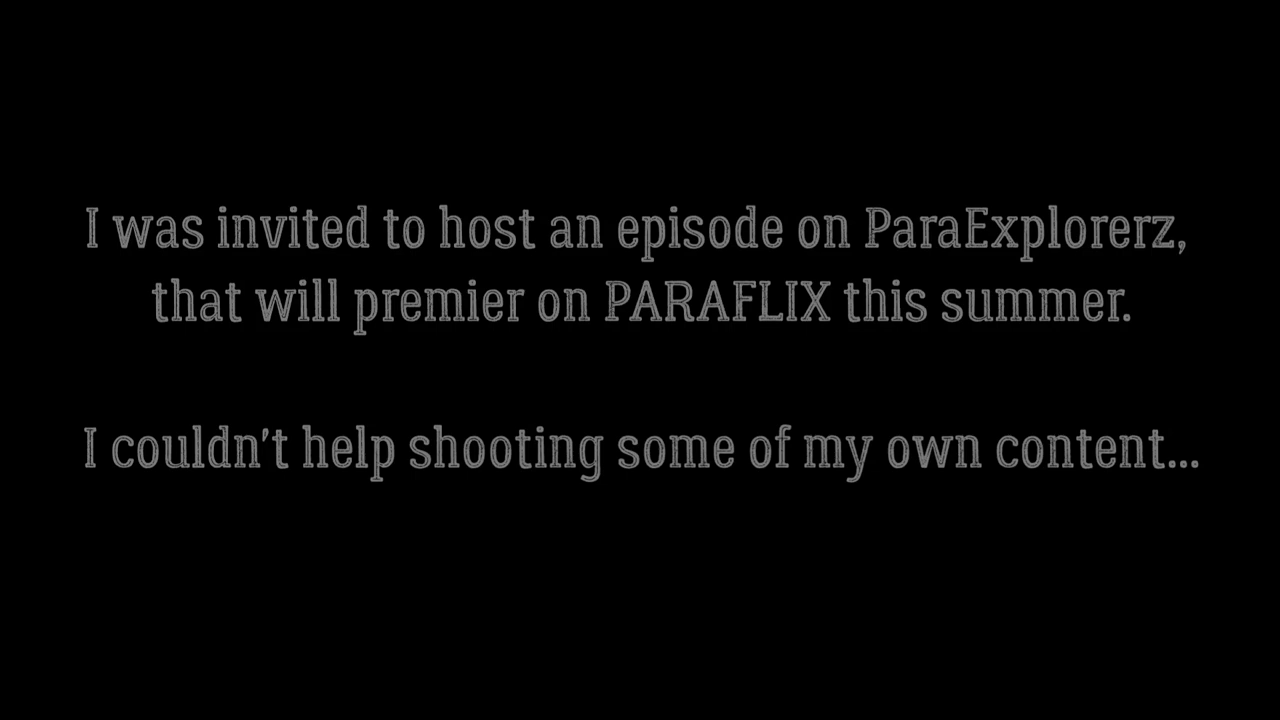 I was invited to host an episode on ParaExplorerz,
that will premier on PARAFLIX this summer.
I couldn't help shooting some of my own content...